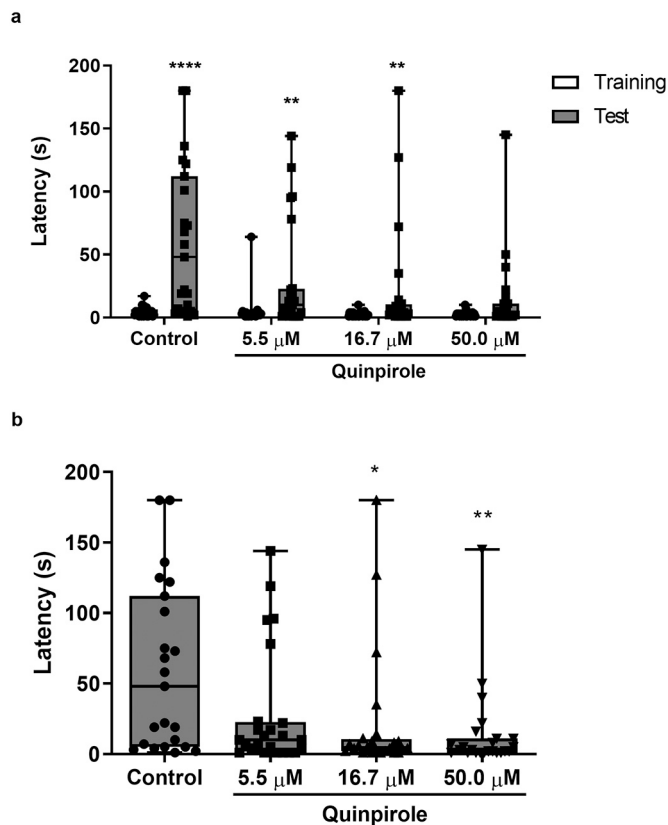 a
200
150
100
50
0
Latency (s)
****
**
**
Training
Test
Control
5.5 μM
16.7 μM
50.0 μM
Quinpirole
b
200
150
100
50
0
Latency (s)
*
**
Control
5.5 μM
16.7 μM
50.0 μM
Quinpirole